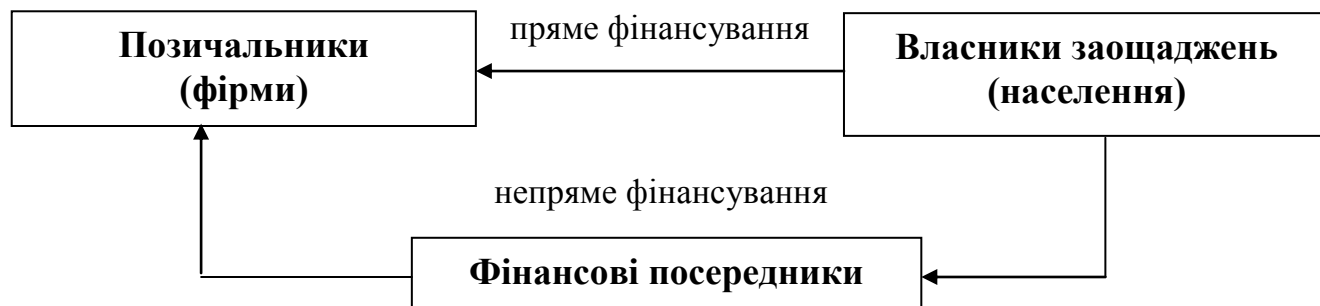 Позичальники
(фірми)
пряме фінансування
Власники заощаджень
(населення)
непряме фінансування
Фінансові посередники